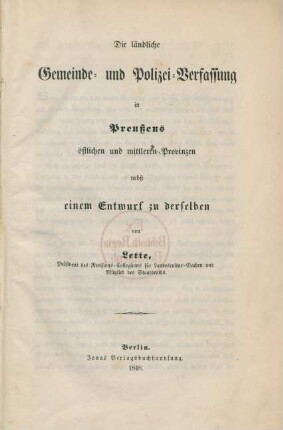 Die ländliche
Gemeinde- und Polizei-Verfassung
in
Preußens
östlichen und mittleren Provinzen
nebst
einem Entwurf zu derselben
von
Lette,
Präsident des Revisions-Collegiums für Landeskultur-Sachen und
Mitglied des Staatsraths.
Berlin.
Jonas Verlagsbuchhandlung.
1848.